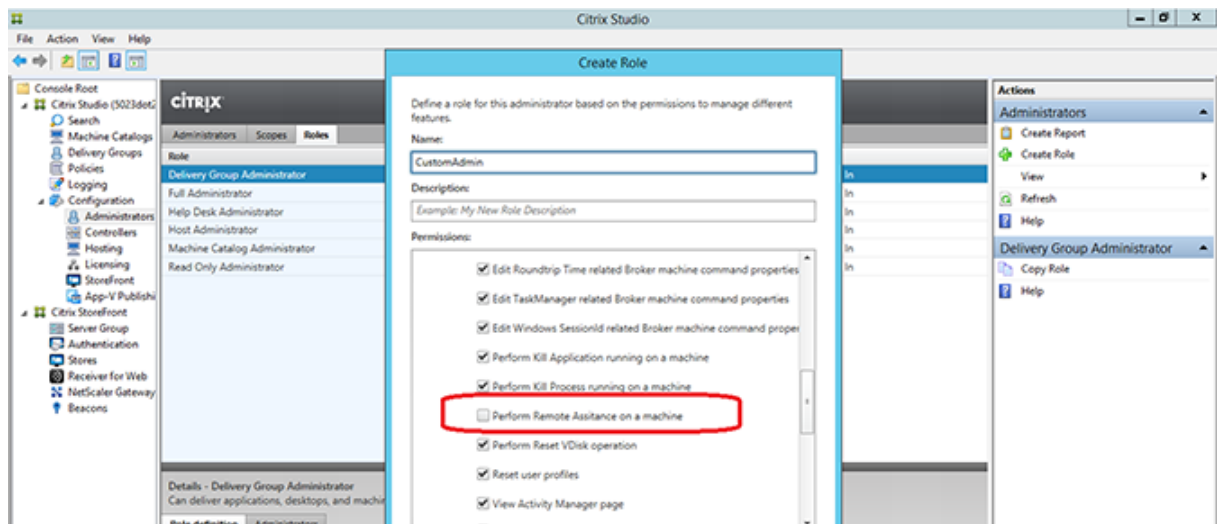 Citrix Studio
File Action View Help
Create Role
Console Root
Citrix Studio (5023det2
Search
Machine Catalogs
Delivery Groups
Policies
Logging
Configuration
Administrators
Controllers
Hosting
Licensing
StoreFront
App-V Publishi
Citrix StoreFront
Server Group
Authentication
Stores
Receiver for Web
NetScaler Gateway
Beacons
CİTRIX
Administrators Scopes Roles
Role
Delivery Group Administrator
Full Administrator
Help Desk Administrator
Host Administrator
Machine Catalog Administrator
Read Only Administrator
In
In
In
In
In
In
Details - Delivery Group Administrator
Can deliver applications, desktops, and machin
Role definition Administrators
Define a role for this administrator based on the permissions to manage different
features.
Name:
CustomAdmin
Description:
Example: My New Role Description
Permissions:
Edit Roundtrip Time related Broker machine command properties
Edit TaskManager related Broker machine command properties
Edit Windows SessionId related Broker machine command proper
Perform Kill Application running on a machine
Perform Kill Process running on a machine
Perform Remote Assitance on a machine
Perform Reset VDisk operation
Reset user profiles
View Activity Manager page
Actions
Administrators
Create Report
Create Role
View
Refresh
Help
Delivery Group Administrator
Copy Role
Help